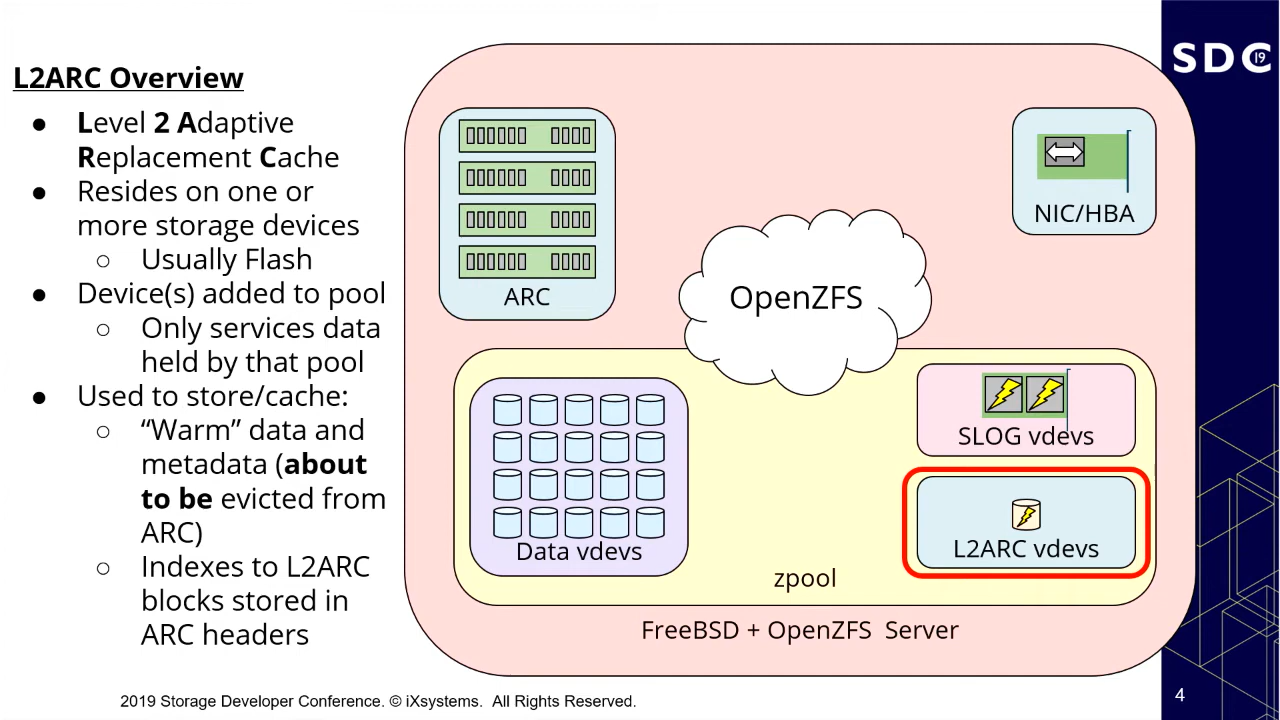 L2ARC Overview
● Level 2 Adaptive
Replacement Cache
● Resides on one or
more storage devices
○ Usually Flash
● Device(s) added to pool
○ Only services data
held by that pool
● Used to store/cache:
○ “Warm” data and
metadata (about
to be evicted from
ARC)
○ Indexes to L2ARC
blocks stored in
ARC headers
ARC
NIC/HBA
OpenZFS
Data vdevs
SLOG vdevs
L2ARC vdevs
zpool
FreeBSD + OpenZFS Server
SDC 19
2019 Storage Developer Conference. © iXsystems. All Rights Reserved.
4